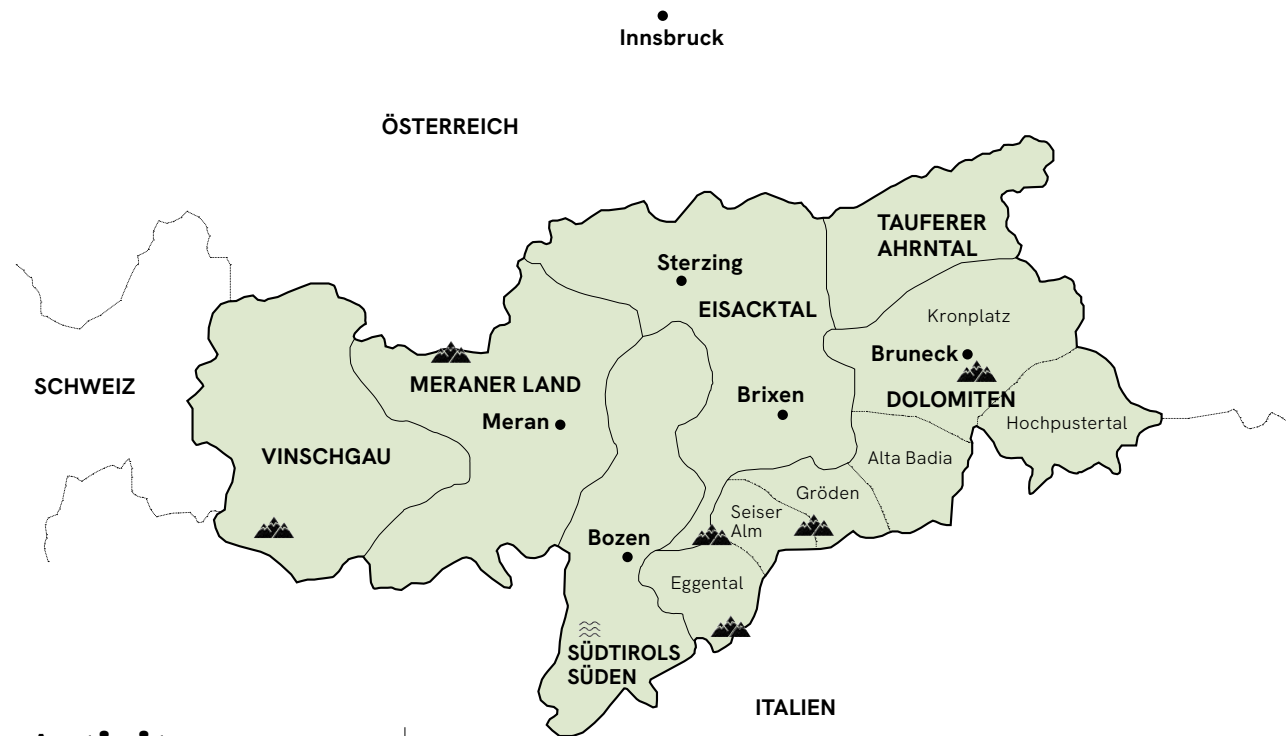 Innsbruck
ÖSTERREICH
TAUFERER
AHRNTAL
Sterzing
EISACKTAL
Kronplatz
Bruneck
SCHWEIZ
MERANER LAND
DOLOMITEN
Brixen
Meran
Hochpustertal
VINSCHGAU
Alta Badia
Gröden
Seiser
Alm
Bozen
Eggental
SÜDTIROLS
SÜDEN
ITALIEN